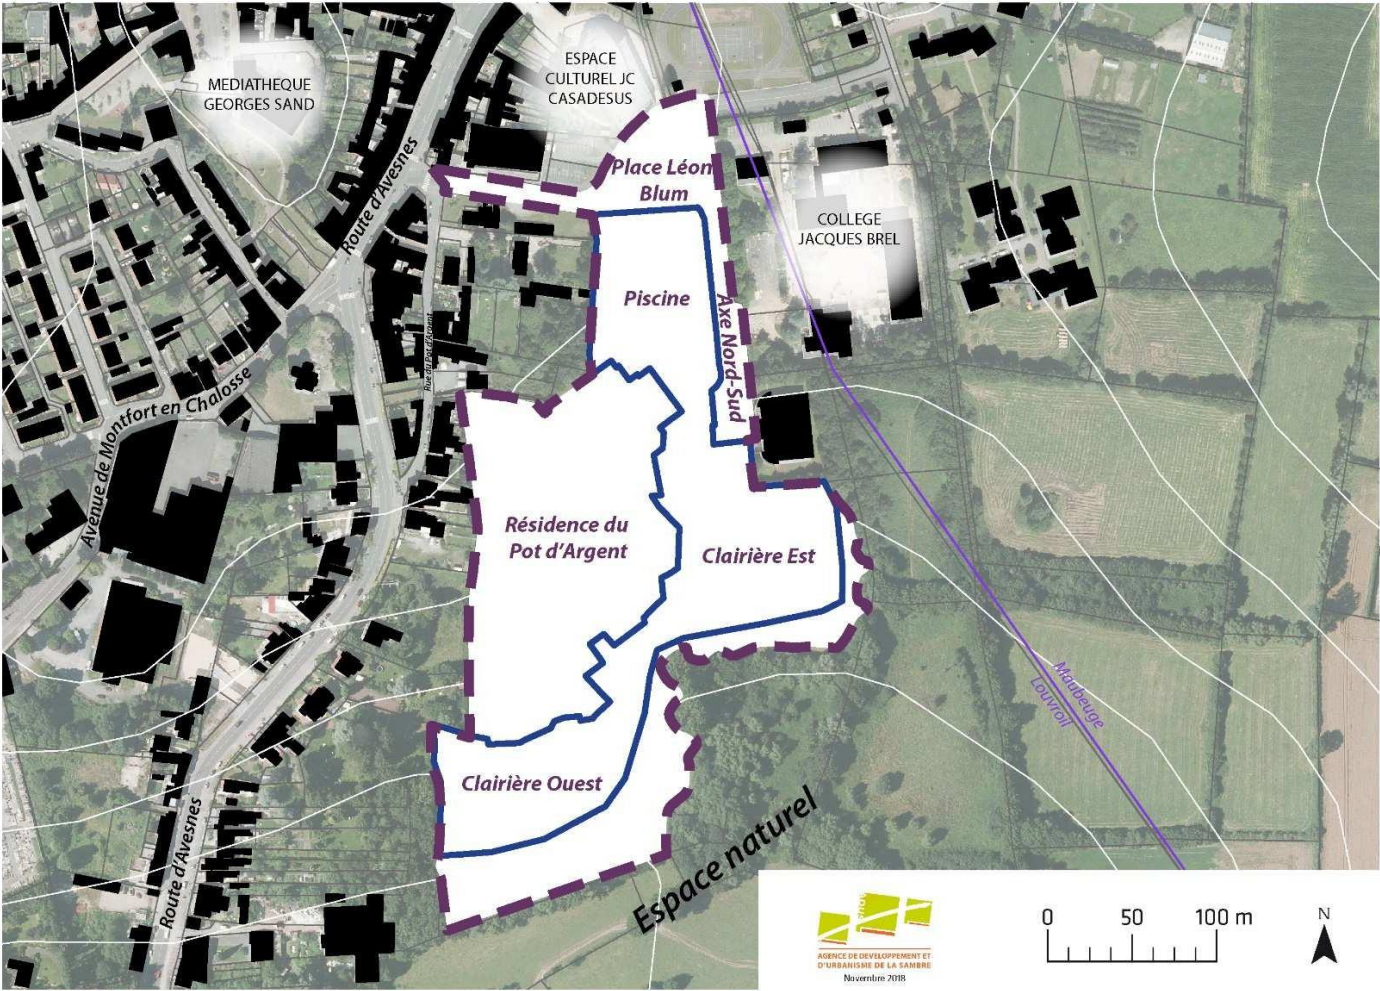 MEDIATHEQUE
GEORGES SAND
ESPACE
CULTUREL JC
CASADESUS
Route d'Avesnes
Place Léon
Blum
COLLEGE
JACQUES BREL
Piscine
Axe Nord-Sud
Rue du Pot d'Argent
Avenue de Montfort en Chalosse
Résidence du
Pot d'Argent
Clairière Est
Maubeuge
Louvroil
Clairière Ouest
Route d'Avesnes
Espace naturel
AGENCE DE DEVELOPPEMENT ET
D'URBANISME DE LA SAMBRE
Novembre 2018
0 50 100 m
N